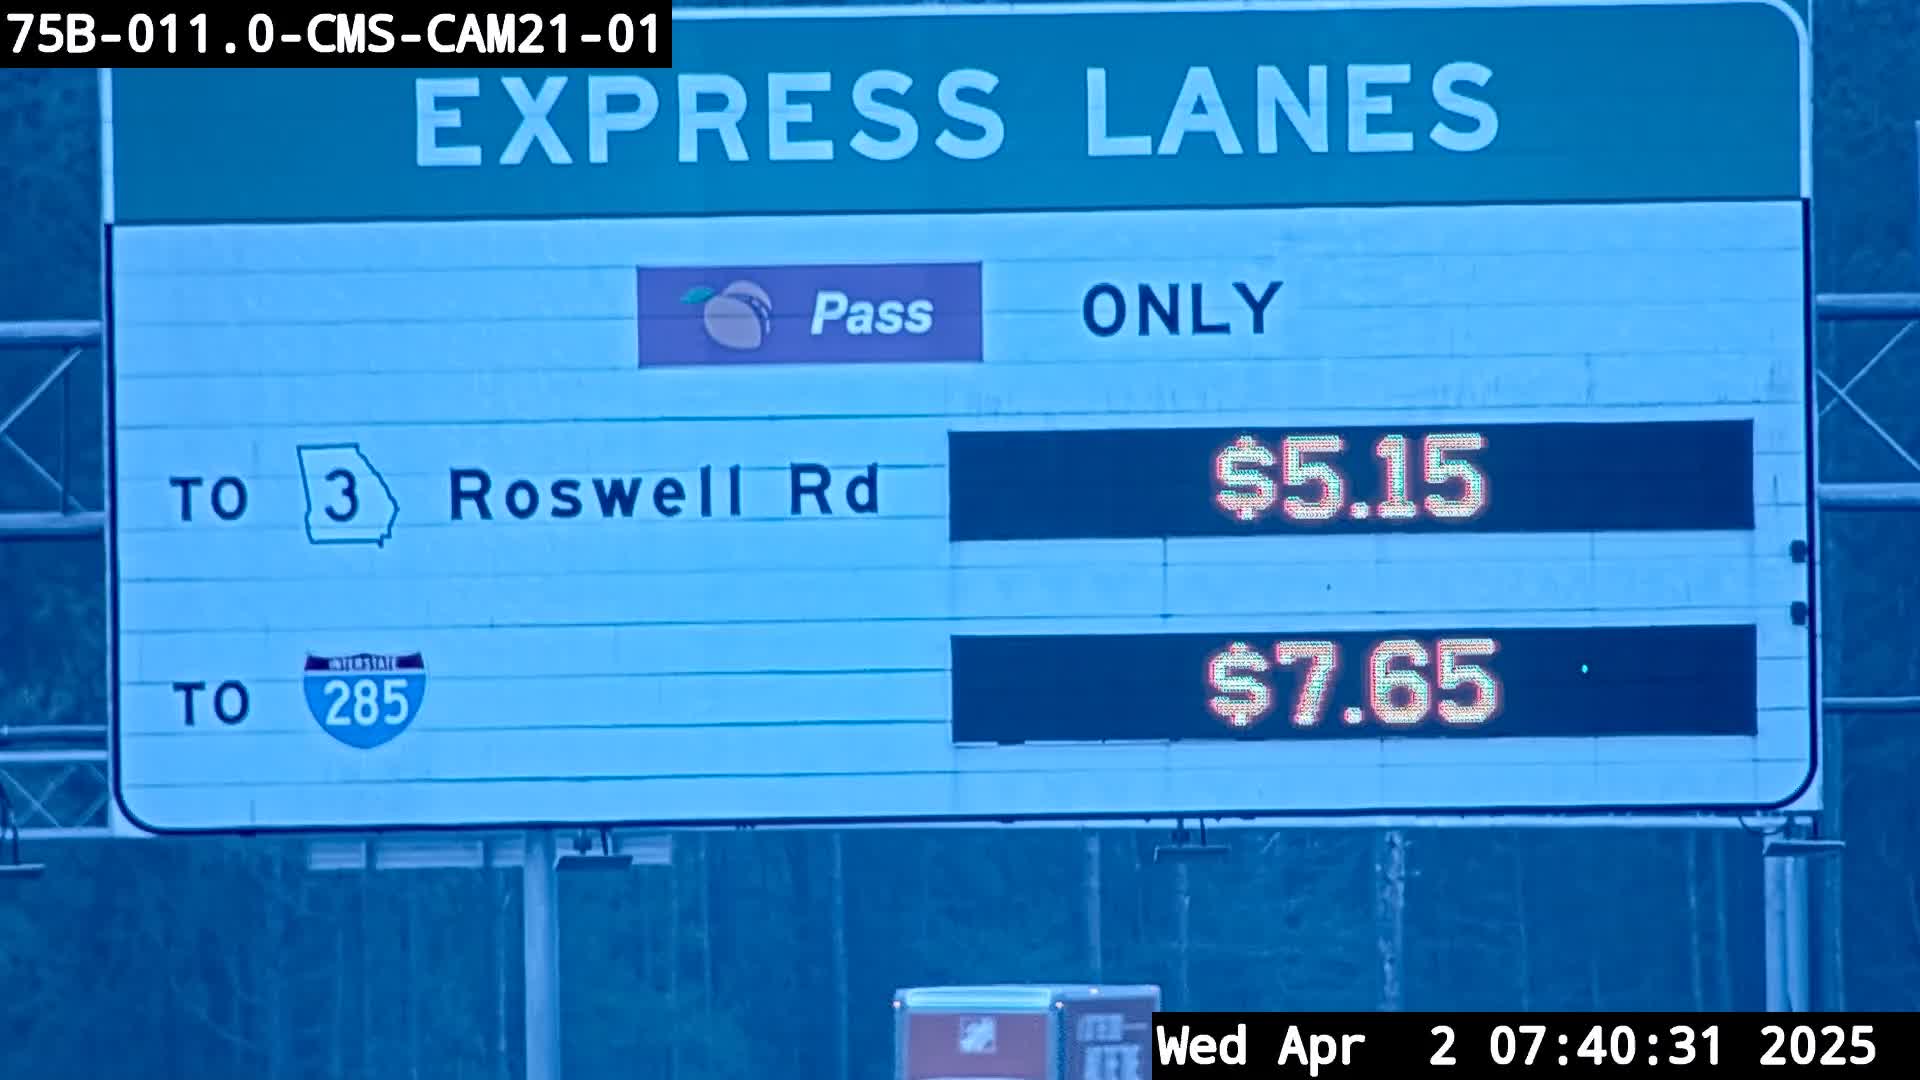 75B-011.0-CMS-CAM21-01
EXPRESS LANES
Pass ONLY
TO 3 Roswell Rd $5.15
TO INTERSTATE 285 $7.65
Wed Apr 2 07:40:31 2025